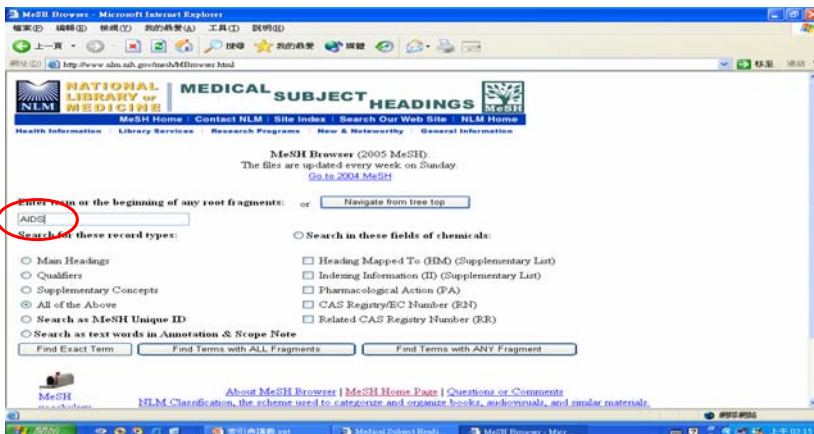 MeSH Browser - Microsoft Internet Explorer
檔案(F) 編輯(E) 檢視(V) 我的最愛(A) 工具(T) 說明(H)
上一頁 搜尋 我的最愛 媒體
網址(D) http://www.nlm.nih.gov/mesh/MBrowser.html 移至 連結
NATIONAL LIBRARY OF MEDICINE
NLM
MEDICAL SUBJECT HEADINGS
MeSH
MeSH Home | Contact NLM | Site Index | Search Our Web Site | NLM Home
Health Information Library Services Research Programs New & Noteworthy General Information
MeSH Browser (2005 MeSH):
The files are updated every week on Sunday.
Go to 2004 MeSH
Enter term or the beginning of any root fragments: or Navigate from tree top
AIDS
Search for these record types: Search in these fields of chemicals:
Main Headings Heading Mapped To (HM) (Supplementary List)
Qualifiers Indexing Information (II) (Supplementary List)
Supplementary Concepts Pharmacological Action (PA)
All of the Above CAS Registry/EC Number (RN)
Search as MeSH Unique ID Related CAS Registry Number (RR)
Search as text words in Annotation & Scope Note
Find Exact Term Find Terms with ALL Fragments Find Terms with ANY Fragment
MeSH About MeSH Browser | MeSH Home Page | Questions or Comments
NLM Classification, the scheme used to categorize and organize books, audiovisuals, and similar materials.
網際網路
Medical Subject Headi... MeSH Browser - Micr... 上午 03:15